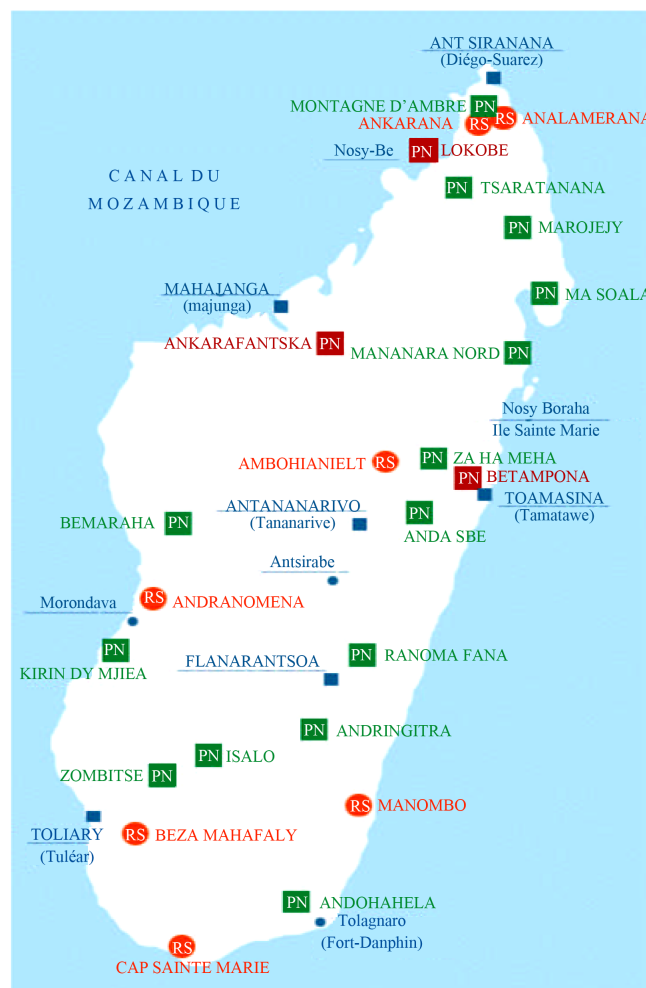 ANT SIRANANA
(Diégo-Suarez)
MONTAGNE D'AMBRE PN
ANKARANA RS RS ANALAMERANA
Nosy-Be PN LOKOBE
CANAL DU
MOZAMBIQUE
PN TSARATANANA
PN MAROJEJY
MAHAJANGA
(majunga)
PN MA SOALA
ANKARAFANTSKA PN
MANANARA NORD PN
Nosy Boraha
Ile Sainte Marie
AMBOHIANIELT RS
PN ZA HA MEHA
PN BETAMPONA
TOAMASINA
(Tamatawe)
ANTANANARIVO
(Tananarive)
BEMARAHA PN
PN
ANDA SBE
Antsirabe
RS ANDRANOMENA
Morondava
PN
KIRIN DY MJIEA
FLANARANTSOA
PN RANOMA FANA
PN ANDRINGITRA
PN ISALO
ZOMBITSE PN
RS MANOMBO
TOLIARY
(Tuléar)
RS BEZA MAHAFALY
PN ANDOHAHELA
Tolagnaro
(Fort-Danphin)
RS
CAP SAINTE MARIE